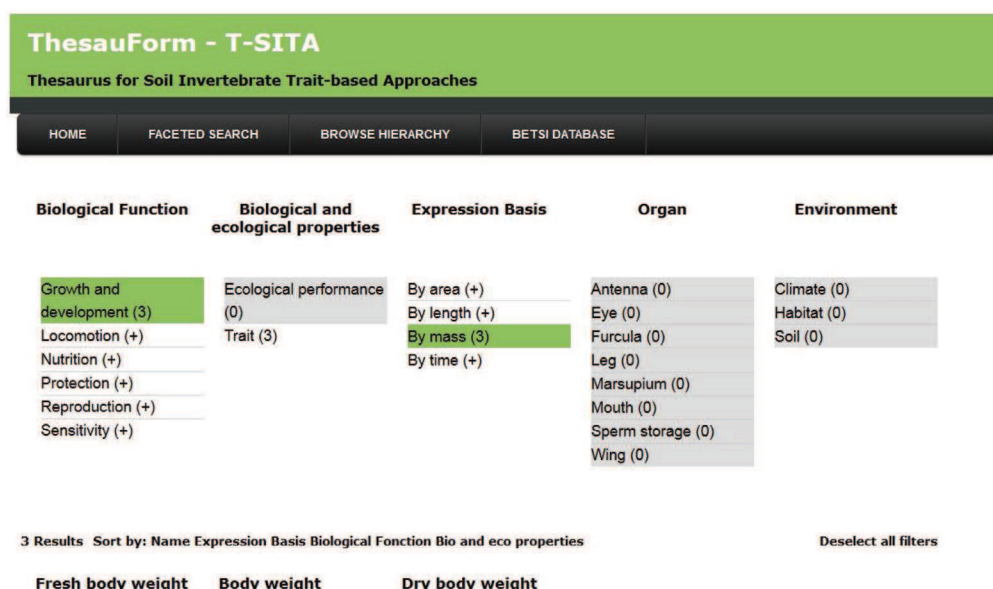 ThesauForm - T-SITA
Thesaurus for Soil Invertebrate Trait-based Approaches
HOME FACETED SEARCH BROWSE HIERARCHY BETSI DATABASE
Biological Function
Biological and
ecological properties
Expression Basis
Organ
Environment
Growth and
development (3)
Locomotion (+)
Nutrition (+)
Protection (+)
Reproduction (+)
Sensitivity (+)
Ecological performance
(0)
Trait (3)
By area (+)
By length (+)
By mass (3)
By time (+)
Antenna (0)
Eye (0)
Furcula (0)
Leg (0)
Marsupium (0)
Mouth (0)
Sperm storage (0)
Wing (0)
Climate (0)
Habitat (0)
Soil (0)
3 Results Sort by: Name Expression Basis Biological Fonction Bio and eco properties
Deselect all filters
Fresh body weight Body weight Dry body weight